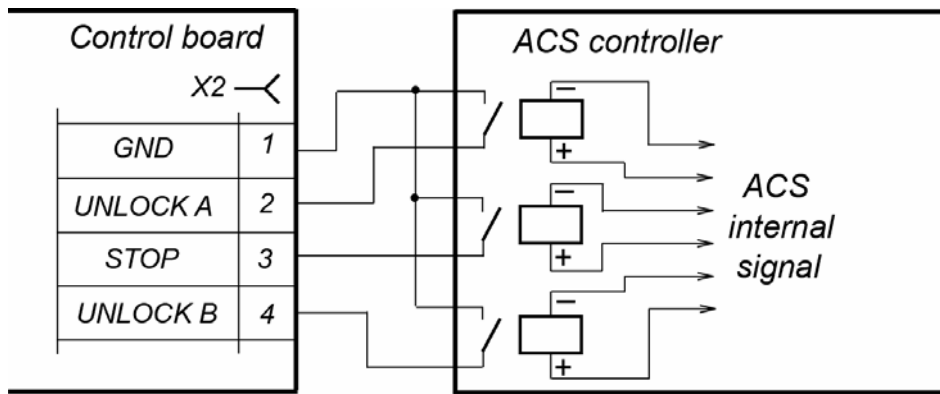 Control board
X2
GND 1
UNLOCK A 2
STOP 3
UNLOCK B 4
ACS controller
−
+
−
+
−
+
ACS
internal
signal